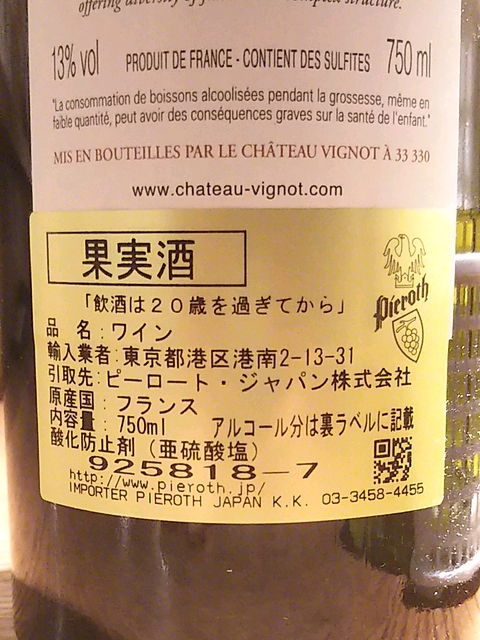 offering diversity of structure.
13% vol PRODUIT DE FRANCE - CONTIENT DES SULFITES 750 ml
"La consommation de boissons alcoolisées pendant la grossesse, même en
faible quantité, peut avoir des conséquences graves sur la santé de l'enfant."
MIS EN BOUTEILLES PAR LE CHÂTEAU VIGNOT À 33 330
www.chateau-vignot.com
果実酒
「飲酒は20歳を過ぎてから」
Pieroth
品 名:ワイン
輸入業者:東京都港区港南2-13-31
引取先:ピーロート・ジャパン株式会社
原産国:フランス
内容量:750ml アルコール分は裏ラベルに記載
酸化防止剤(亜硫酸塩)
925818-7
http://www.pieroth.jp/
IMPORTER PIEROTH JAPAN K.K. 03-3458-4455